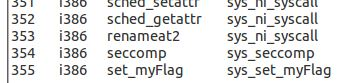 351 i386 sched_setattr sys_ni_syscall
352 i386 sched_getattr sys_ni_syscall
353 i386 renameat2 sys_ni_syscall
354 i386 seccomp sys_seccomp
355 i386 set_myFlag sys_set_myFlag